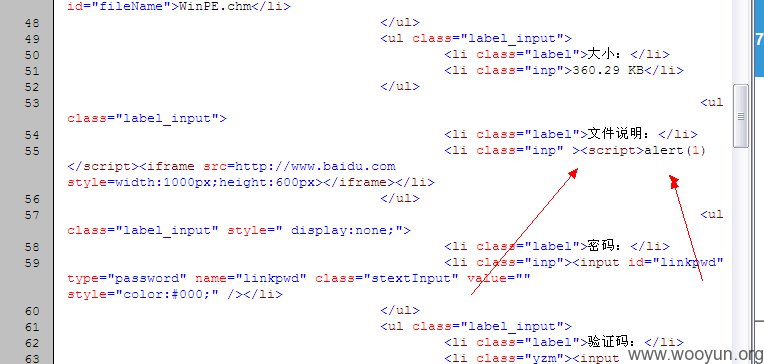 id="fileName">WinPE.chm</li>
48 </ul>
49 <ul class="label_input">
50 <li class="label">大小：</li>
51 <li class="inp">360.29 KB</li>
52 </ul>
53 <ul
class="label_input">
54 <li class="label">文件说明：</li>
55 <li class="inp" ><script>alert(1)
</script><iframe src=http://www.baidu.com
style=width:1000px;height:600px></iframe></li>
56 </ul>
57 <ul
class="label_input" style=" display:none;">
58 <li class="label">密码：</li>
59 <li class="inp"><input id="linkpwd"
type="password" name="linkpwd" class="stextInput" value=""
style="color:#000;" /></li>
60 </ul>
61 <ul class="label_input">
62 <li class="label">验证码：</li>
63 <li class="yzm"><input
7
www.wooyun.org